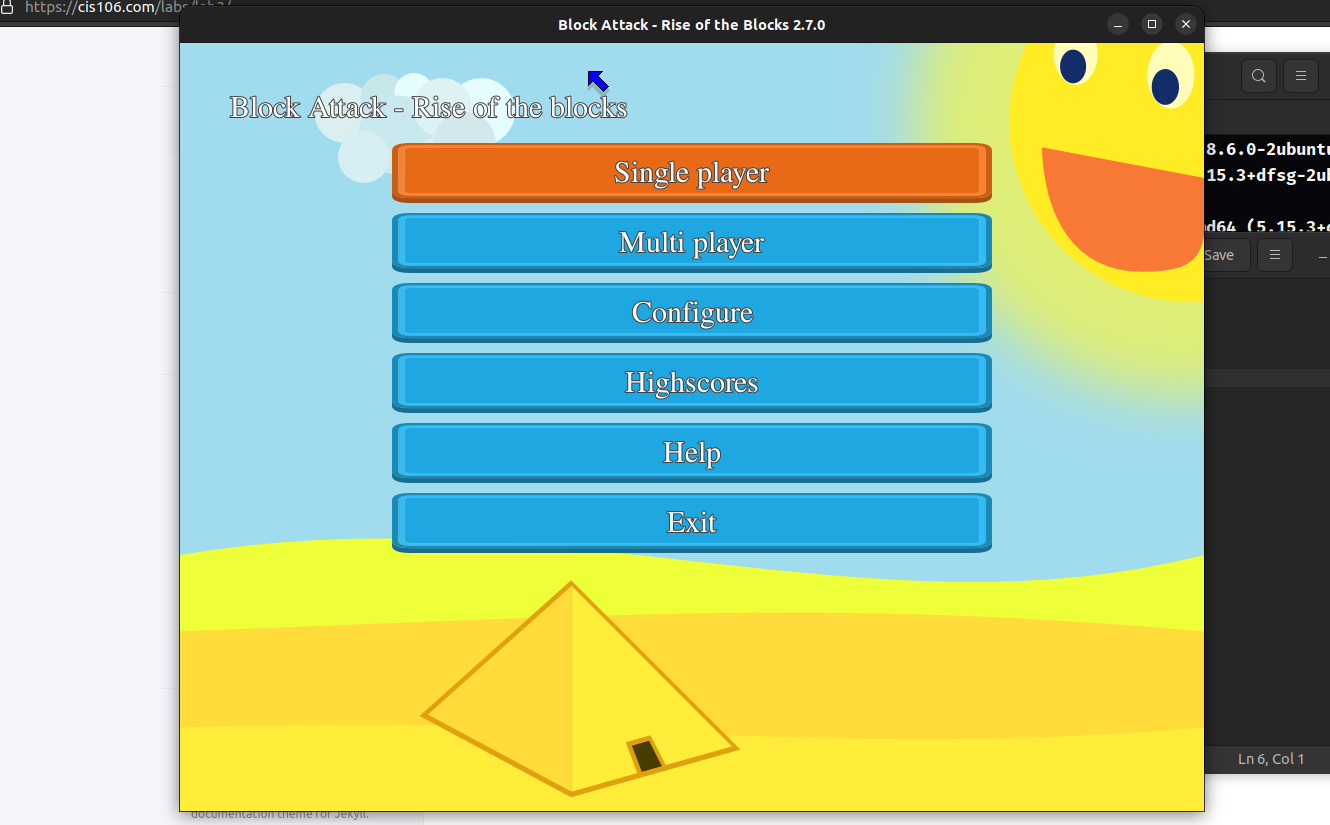 https://cis106.com/labs/lab3/
Block Attack - Rise of the Blocks 2.7.0
Block Attack - Rise of the blocks
Single player
Multi player
Configure
Highscores
Help
Exit
8.6.0-2ubuntu
15.3+dfsg-2ub
d64 (5.15.3+d
Save
Ln 6, Col 1
documentation theme for Jekyll.